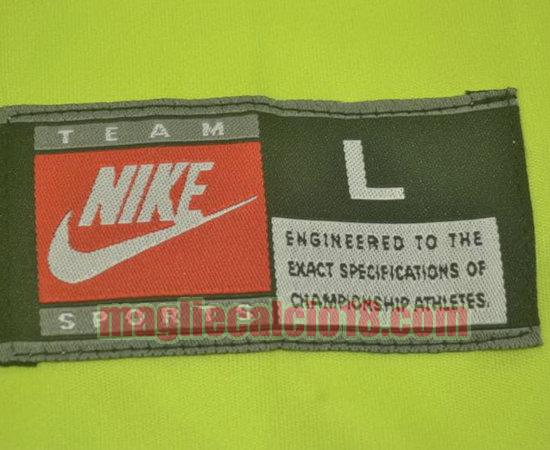 TEAM
NIKE
SPORTS
L
ENGINEERED TO THE
EXACT SPECIFICATIONS OF
CHAMPIONSHIP ATHLETES.
magliecalcio18.com